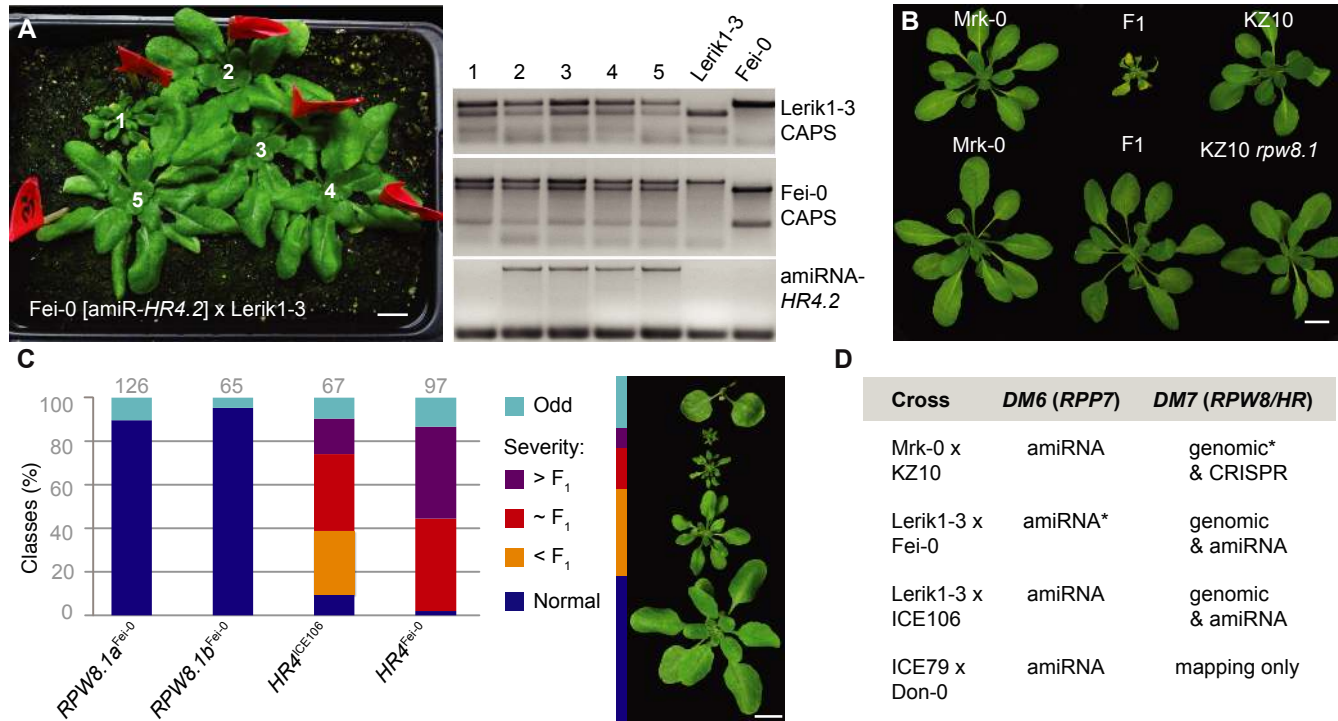 A
1
2
3
4
5
Fei-0 [amiR-HR4.2] x Lerik1-3
1 2 3 4 5 Lerik1-3 Fei-0
Lerik1-3
CAPS
Fei-0
CAPS
amiRNA-
HR4.2
B
Mrk-0 F1 KZ10
Mrk-0 F1 KZ10 rpw8.1
C
126 65 67 97
Classes (%)
100
80
60
40
20
0
RPW8.1a^Fei-0
RPW8.1b^Fei-0
HR4^ICE106
HR4^Fei-0
Odd
Severity:
> F1
~ F1
< F1
Normal
D
Cross DM6 (RPP7) DM7 (RPW8/HR)
Mrk-0 x amiRNA genomic*
KZ10 & CRISPR
Lerik1-3 x amiRNA* genomic
Fei-0 & amiRNA
Lerik1-3 x amiRNA genomic
ICE106 & amiRNA
ICE79 x amiRNA mapping only
Don-0